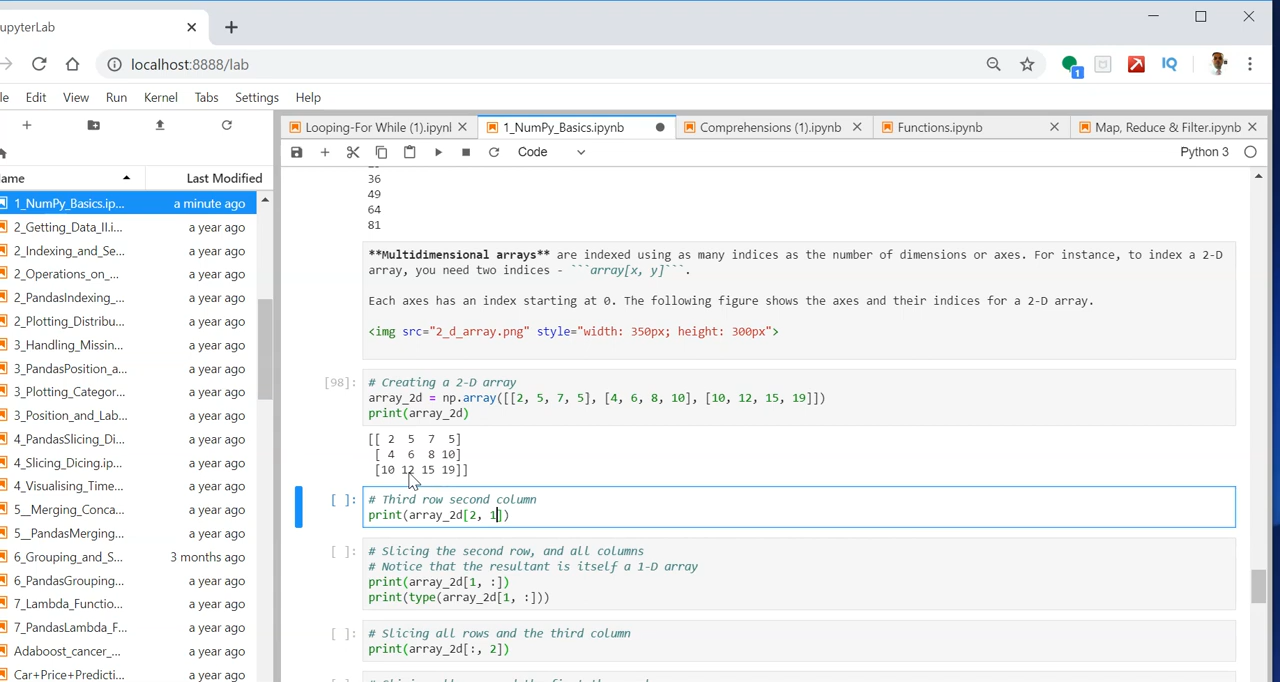 upyterLab
localhost:8888/lab
1
IQ
le Edit View Run Kernel Tabs Settings Help
Looping-For While (1).ipynl
1_NumPy_Basics.ipynb
Comprehensions (1).ipynb
Functions.ipynb
Map, Reduce & Filter.ipynb
Code
Python 3
ame Last Modified
1_NumPy_Basics.ip... a minute ago
2_Getting_Data_II.i... a year ago
2_Indexing_and_Se... a year ago
2_Operations_on_... a year ago
2_PandasIndexing_... a year ago
2_Plotting_Distribu... a year ago
3_Handling_Missin... a year ago
3_PandasPosition_a... a year ago
3_Plotting_Categor... a year ago
3_Position_and_Lab... a year ago
4_PandasSlicing_Di... a year ago
4_Slicing_Dicing.ip... a year ago
4_Visualising_Time... a year ago
5__Merging_Conca... a year ago
5_PandasMerging... a year ago
6_Grouping_and_S... 3 months ago
6_PandasGrouping... a year ago
7_Lambda_Functio... a year ago
7_PandasLambda_F... a year ago
Adaboost_cancer_... a year ago
Car+Price+Predicti... a year ago
36
49
64
81
**Multidimensional arrays** are indexed using as many indices as the number of dimensions or axes. For instance, to index a 2-D
array, you need two indices - ```array[x, y]```.
Each axes has an index starting at 0. The following figure shows the axes and their indices for a 2-D array.
<img src="2_d_array.png" style="width: 350px; height: 300px">
[98]: # Creating a 2-D array
array_2d = np.array([[2, 5, 7, 5], [4, 6, 8, 10], [10, 12, 15, 19]])
print(array_2d)
[[ 2 5 7 5]
[ 4 6 8 10]
[10 12 15 19]]
[ ]: # Third row second column
print(array_2d[2, 1])
[ ]: # Slicing the second row, and all columns
# Notice that the resultant is itself a 1-D array
print(array_2d[1, :])
print(type(array_2d[1, :]))
[ ]: # Slicing all rows and the third column
print(array_2d[:, 2])